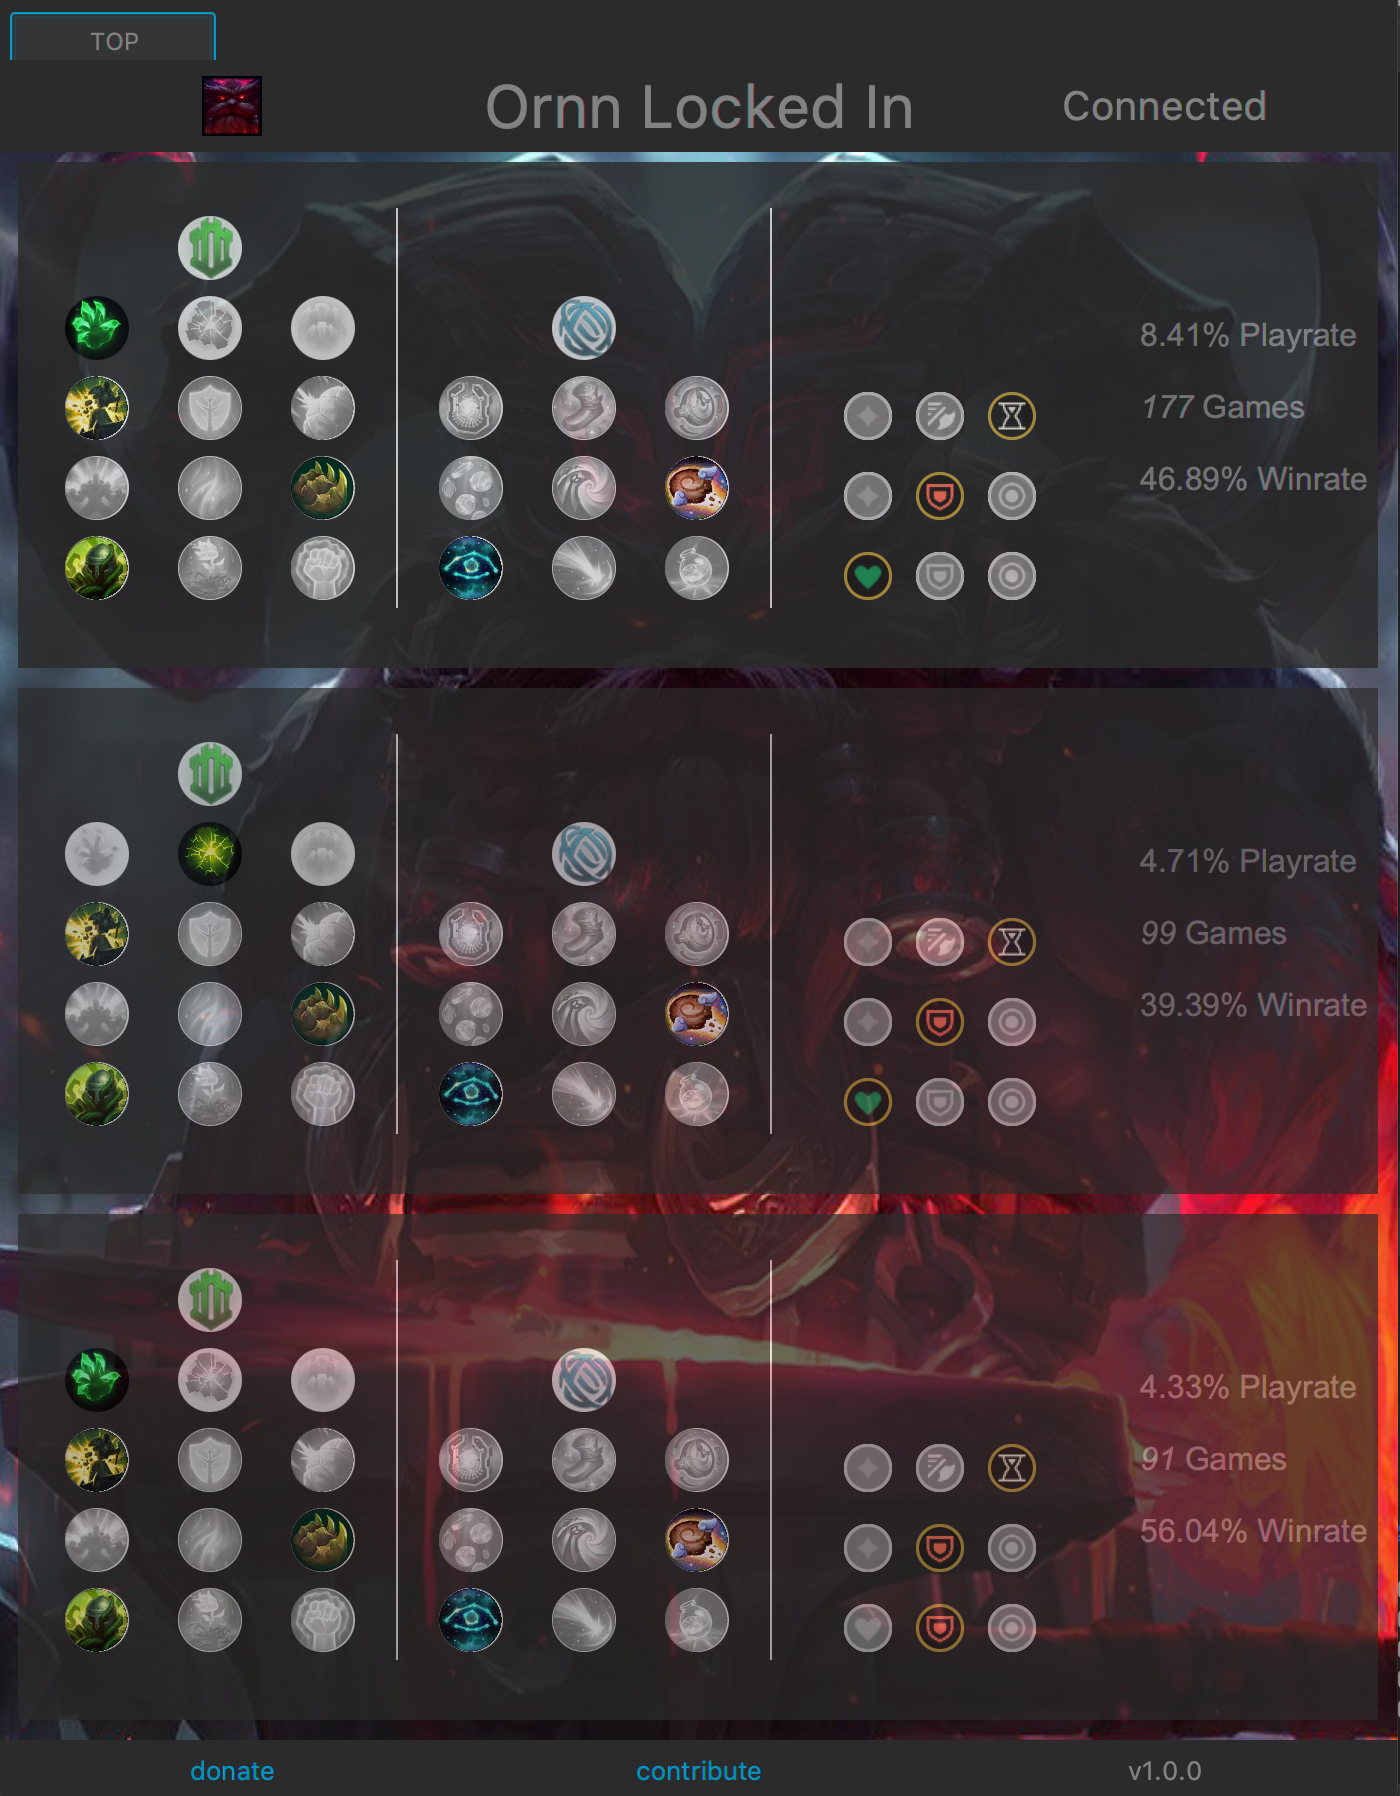 TOP
Ornn Locked In
Connected
8.41% Playrate
177 Games
46.89% Winrate
4.71% Playrate
99 Games
39.39% Winrate
4.33% Playrate
91 Games
56.04% Winrate
donate
contribute
v1.0.0